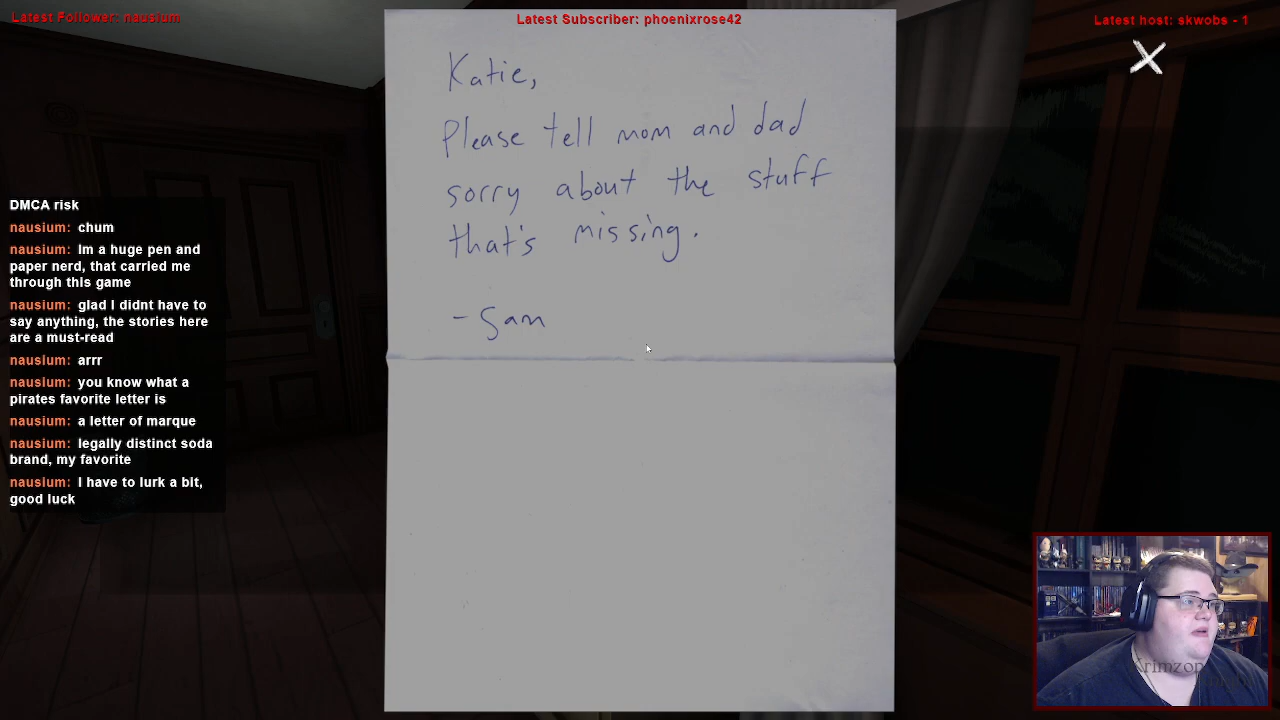 Latest Follower: nausium
Latest Subscriber: phoenixrose42
Latest host: skwobs - 1
Katie,
Please tell mom and dad
sorry about the stuff
that's missing.
- Sam
DMCA risk
nausium: chum
nausium: Im a huge pen and
paper nerd, that carried me
through this game
nausium: glad I didnt have to
say anything, the stories here
are a must-read
nausium: arrr
nausium: you know what a
pirates favorite letter is
nausium: a letter of marque
nausium: legally distinct soda
brand, my favorite
nausium: I have to lurk a bit,
good luck